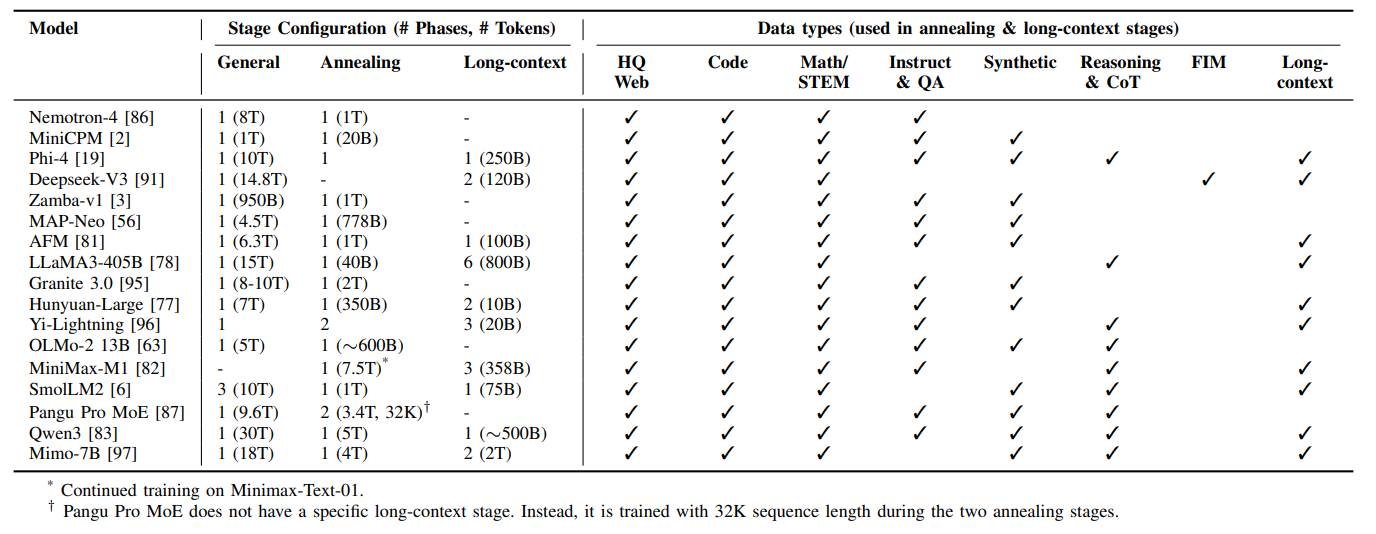 Model Stage Configuration (# Phases, # Tokens) Data types (used in annealing & long-context stages)
General Annealing Long-context HQ Web Code Math/STEM Instruct & QA Synthetic Reasoning & CoT FIM Long-context
Nemotron-4 [86] 1 (8T) 1 (1T) - ✓ ✓ ✓ ✓
MiniCPM [2] 1 (1T) 1 (20B) - ✓ ✓ ✓ ✓ ✓
Phi-4 [19] 1 (10T) 1 1 (250B) ✓ ✓ ✓ ✓ ✓ ✓ ✓
Deepseek-V3 [91] 1 (14.8T) - 2 (120B) ✓ ✓ ✓ ✓ ✓
Zamba-v1 [3] 1 (950B) 1 (1T) - ✓ ✓ ✓ ✓ ✓
MAP-Neo [56] 1 (4.5T) 1 (778B) - ✓ ✓ ✓ ✓ ✓
AFM [81] 1 (6.3T) 1 (1T) 1 (100B) ✓ ✓ ✓ ✓ ✓ ✓
LLaMA3-405B [78] 1 (15T) 1 (40B) 6 (800B) ✓ ✓ ✓ ✓ ✓
Granite 3.0 [95] 1 (8-10T) 1 (2T) - ✓ ✓ ✓ ✓ ✓
Hunyuan-Large [77] 1 (7T) 1 (350B) 2 (10B) ✓ ✓ ✓ ✓ ✓ ✓
Yi-Lightning [96] 1 2 3 (20B) ✓ ✓ ✓ ✓ ✓ ✓
OLMo-2 13B [63] 1 (5T) 1 (∼600B) - ✓ ✓ ✓ ✓ ✓ ✓
MiniMax-M1 [82] - 1 (7.5T)* 3 (358B) ✓ ✓ ✓ ✓ ✓ ✓
SmolLM2 [6] 3 (10T) 1 (1T) 1 (75B) ✓ ✓ ✓ ✓ ✓ ✓
Pangu Pro MoE [87] 1 (9.6T) 2 (3.4T, 32K)† - ✓ ✓ ✓ ✓ ✓ ✓
Qwen3 [83] 1 (30T) 1 (5T) 1 (∼500B) ✓ ✓ ✓ ✓ ✓ ✓ ✓
Mimo-7B [97] 1 (18T) 1 (4T) 2 (2T) ✓ ✓ ✓ ✓ ✓ ✓
* Continued training on Minimax-Text-01.
† Pangu Pro MoE does not have a specific long-context stage. Instead, it is trained with 32K sequence length during the two annealing stages.